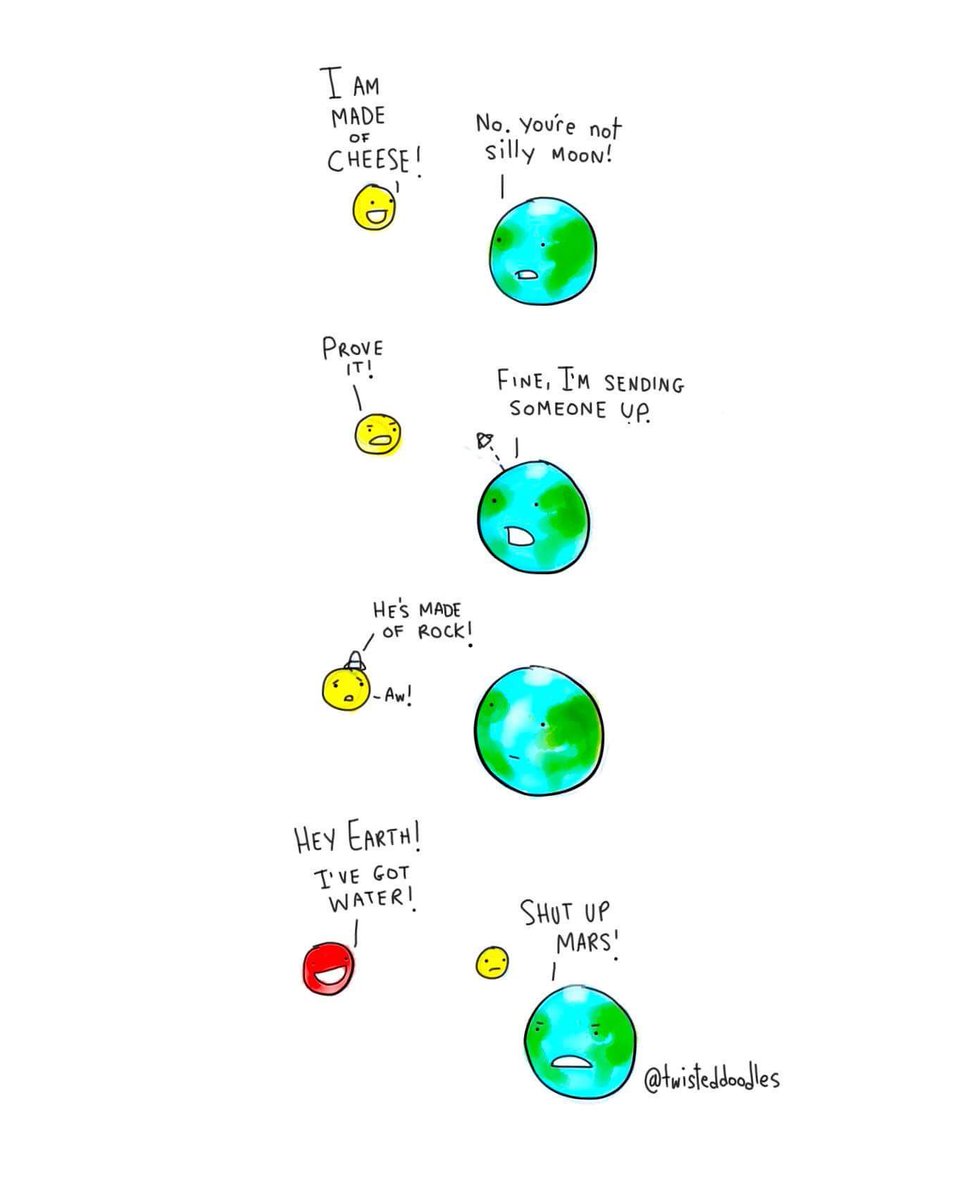 I AM
MADE
OF
CHEESE!
No. You're not
silly MOON!
PROVE
IT!
FINE, I'M SENDING
SOMEONE UP.
HE'S MADE
OF ROCK!
AW!
HEY EARTH!
I'VE GOT
WATER!
SHUT UP
MARS!
@twisteddoodles